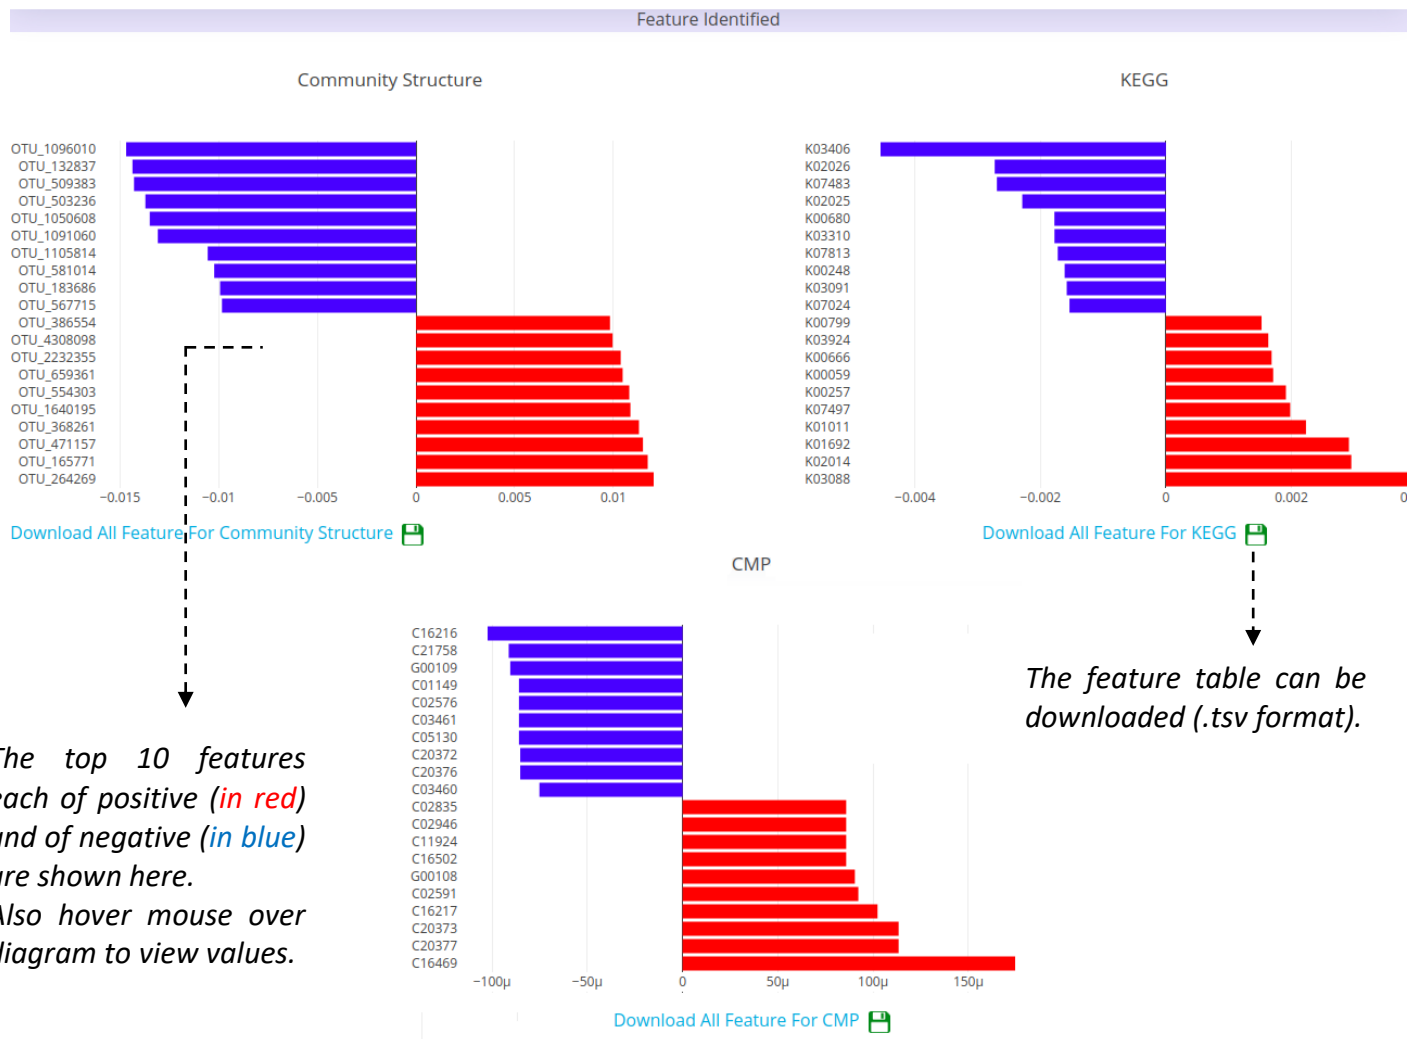 Feature Identified
Community Structure
OTU_1096010
OTU_132837
OTU_509383
OTU_503236
OTU_1050608
OTU_1091060
OTU_1105814
OTU_581014
OTU_183686
OTU_567715
OTU_386554
OTU_4308098
OTU_2232355
OTU_659361
OTU_554303
OTU_1640195
OTU_368261
OTU_471157
OTU_165771
OTU_264269
−0.015 −0.01 −0.005 0 0.005 0.01
Download All Feature For Community Structure
KEGG
K03406
K02026
K07483
K02025
K00680
K03310
K07813
K00248
K03091
K07024
K00799
K03924
K00666
K00059
K00257
K07497
K01011
K01692
K02014
K03088
−0.004 −0.002 0 0.002 0
Download All Feature For KEGG
CMP
C16216
C21758
G00109
C01149
C02576
C03461
C05130
C20372
C20376
C03460
C02835
C02946
C11924
C16502
G00108
C02591
C16217
C20373
C20377
C16469
−100μ −50μ 0 50μ 100μ 150μ
Download All Feature For CMP
The top 10 features
each of positive (in red)
and of negative (in blue)
are shown here.
Also hover mouse over
diagram to view values.
The feature table can be
downloaded (.tsv format).